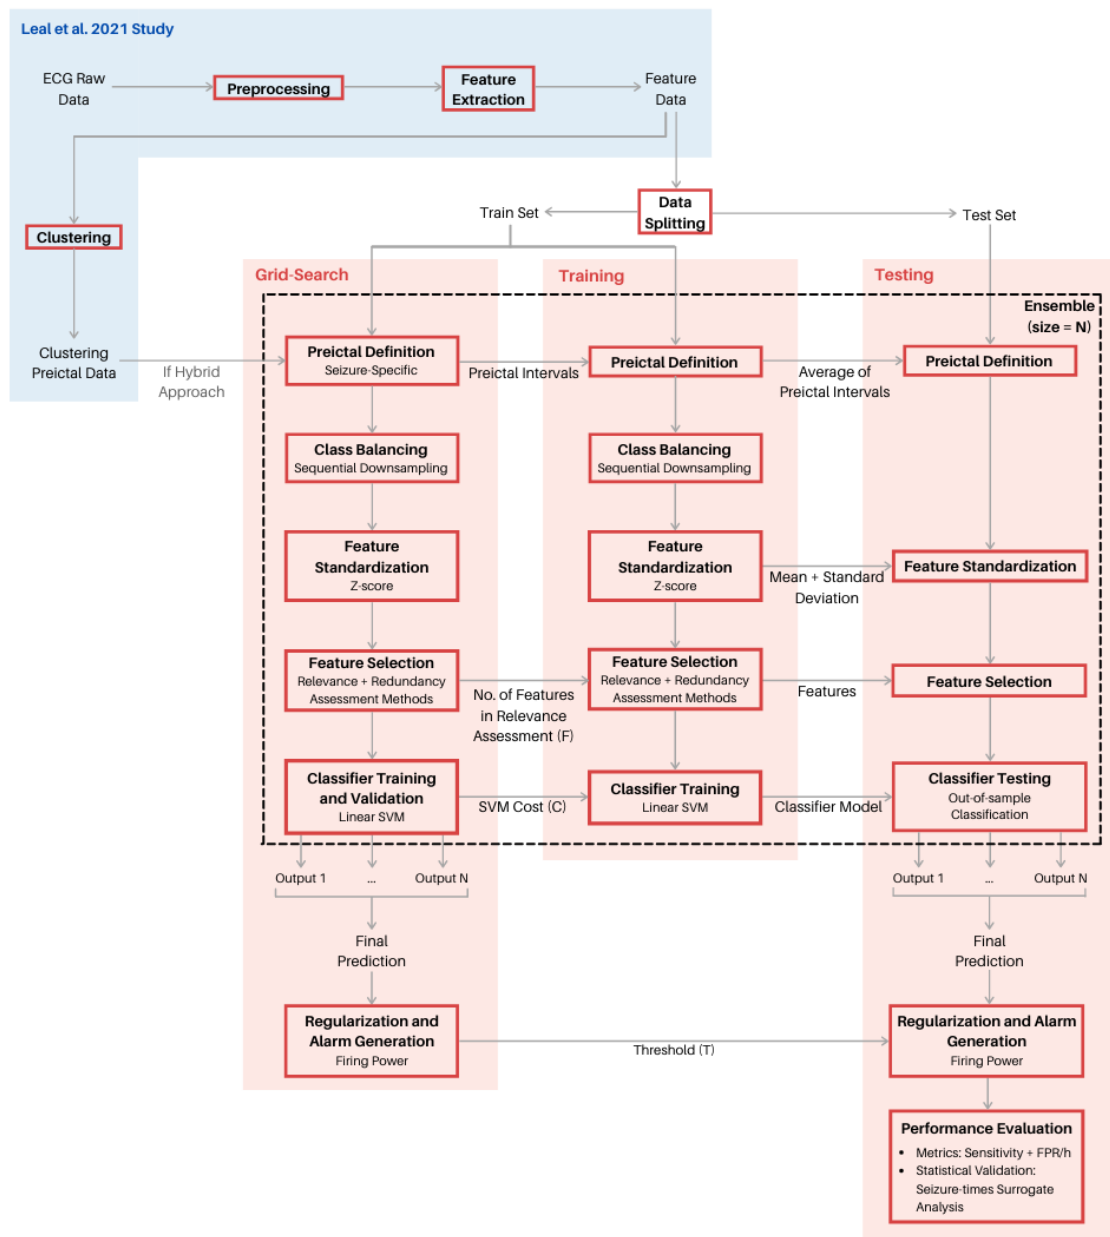 Leal et al. 2021 Study
ECG Raw
Data
Preprocessing
Feature
Extraction
Feature
Data
Clustering
Clustering
Preictal Data
If Hybrid
Approach
Train Set
Data
Splitting
Test Set
Grid-Search
Training
Testing
Ensemble
(size = N)
Preictal Definition
Seizure-Specific
Preictal Intervals
Preictal Definition
Average of
Preictal Intervals
Preictal Definition
Class Balancing
Sequential Downsampling
Class Balancing
Sequential Downsampling
Feature
Standardization
Z-score
Feature
Standardization
Z-score
Mean + Standard
Deviation
Feature Standardization
Feature Selection
Relevance + Redundancy
Assessment Methods
No. of Features
in Relevance
Assessment (F)
Feature Selection
Relevance + Redundancy
Assessment Methods
Features
Feature Selection
Classifier Training
and Validation
Linear SVM
SVM Cost (C)
Classifier Training
Linear SVM
Classifier Model
Classifier Testing
Out-of-sample
Classification
Output 1
...
Output N
Output 1
...
Output N
Final
Prediction
Final
Prediction
Regularization and
Alarm Generation
Firing Power
Threshold (T)
Regularization and Alarm
Generation
Firing Power
Performance Evaluation
• Metrics: Sensitivity + FPR/h
• Statistical Validation:
Seizure-times Surrogate
Analysis